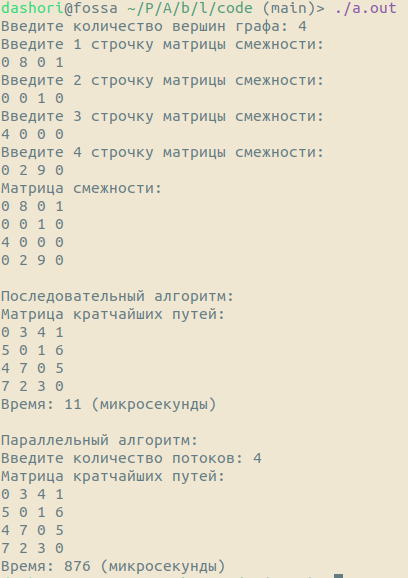 dashori@fossa ~/P/A/b/l/code (main)> ./a.out
Введите количество вершин графа: 4
Введите 1 строчку матрицы смежности:
0 8 0 1
Введите 2 строчку матрицы смежности:
0 0 1 0
Введите 3 строчку матрицы смежности:
4 0 0 0
Введите 4 строчку матрицы смежности:
0 2 9 0
Матрица смежности:
0 8 0 1
0 0 1 0
4 0 0 0
0 2 9 0
Последовательный алгоритм:
Матрица кратчайших путей:
0 3 4 1
5 0 1 6
4 7 0 5
7 2 3 0
Время: 11 (микросекунды)
Параллельный алгоритм:
Введите количество потоков: 4
Матрица кратчайших путей:
0 3 4 1
5 0 1 6
4 7 0 5
7 2 3 0
Время: 876 (микросекунды)